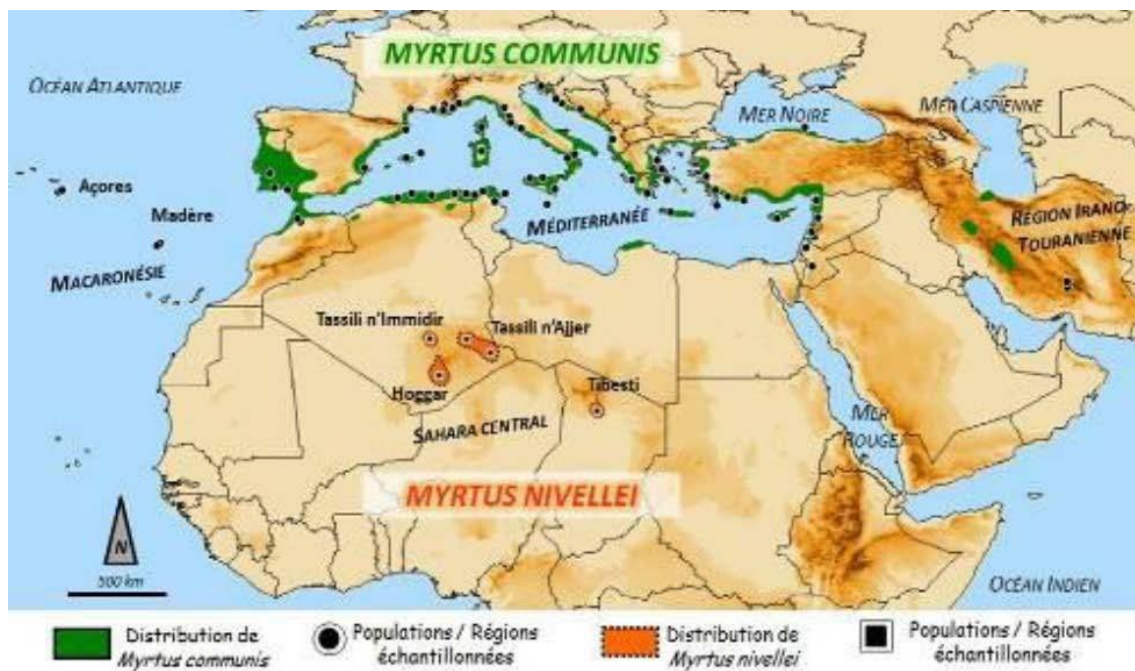 MYRTUS COMMUNIS
OCÉAN ATLANTIQUE
MER NOIRE
MER CASPIENNE
Açores
Madère
MACARONÉSIE
MÉDITERRANÉE
RÉGION IRANO-
TOURANIENNE
Tassili n'Immidir
Tassili n'Ajjer
Hoggar
Tibesti
SAHARA CENTRAL
MER
ROUGE
MYRTUS NIVELLEI
N
500 km
OCÉAN INDIEN
Distribution de
Myrtus communis
Populations / Régions
échantillonnées
Distribution de
Myrtus nivellei
Populations / Régions
échantillonnées